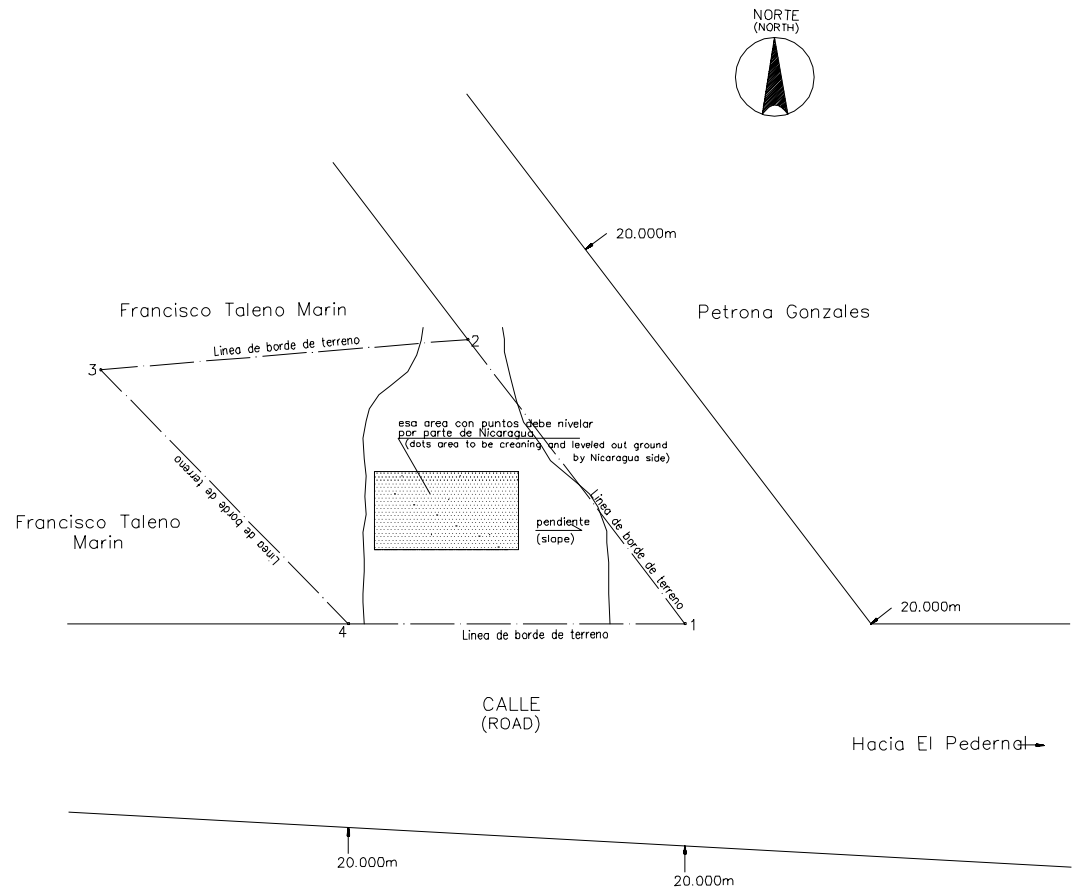 NORTE
(NORTH)
20.000m
Francisco Taleno Marin
Petrona Gonzales
Linea de borde de terreno
2
3
esa area con puntos debe nivelar
por parte de Nicaragua
(dots area to be creaning and leveled out ground
by Nicaragua side)
Linea de borde de terreno
Francisco Taleno
Marin
pendiente
(slope)
Linea de borde de terreno
20.000m
4
1
Linea de borde de terreno
CALLE
(ROAD)
Hacia El Pedernal
20.000m
20.000m